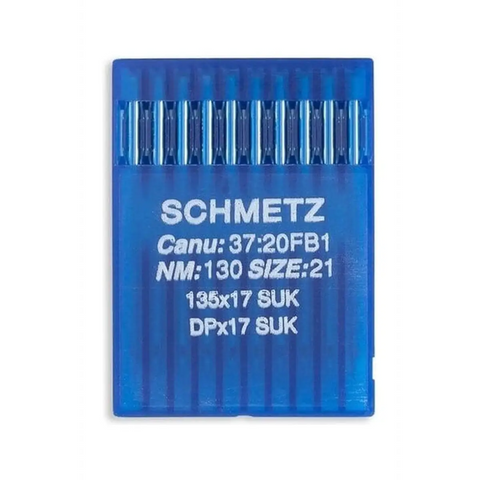 SCHMETZ
Canu: 37:20FB1
NM:130 SIZE:21
135x17 SUK
DPx17 SUK